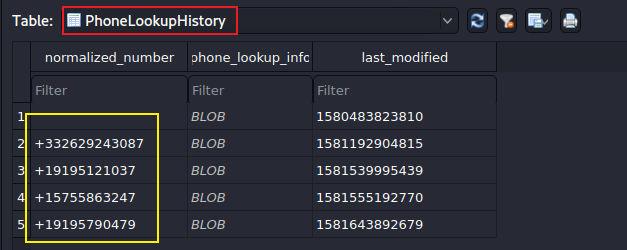 Table: PhoneLookupHistory
normalized_number phone_lookup_info last_modified
Filter Filter Filter
1 BLOB 1580483823810
2 +332629243087 BLOB 1581192904815
3 +19195121037 BLOB 1581539995439
4 +15755863247 BLOB 1581555192770
5 +19195790479 BLOB 1581643892679